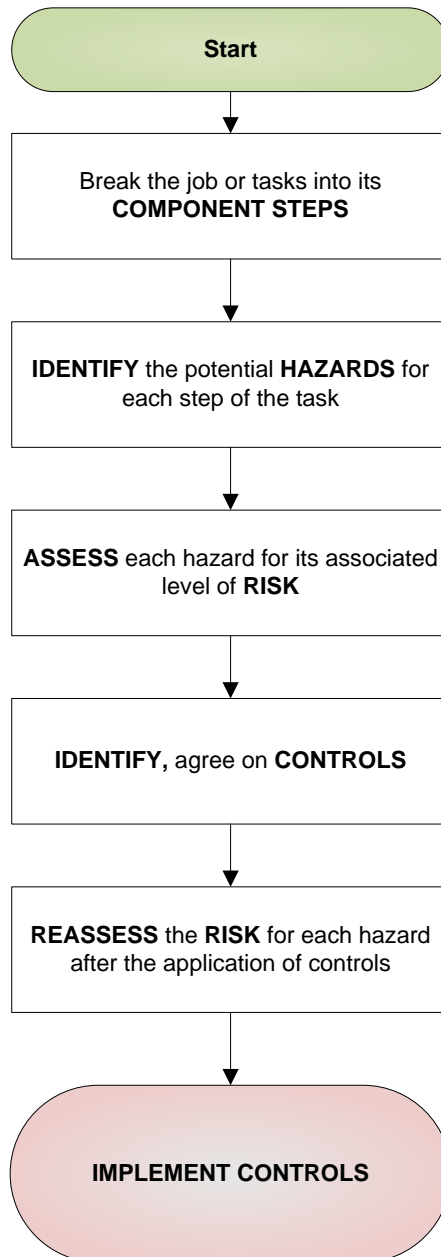 Start
Break the job or tasks into its
COMPONENT STEPS
IDENTIFY the potential HAZARDS for
each step of the task
ASSESS each hazard for its associated
level of RISK
IDENTIFY, agree on CONTROLS
REASSESS the RISK for each hazard
after the application of controls
IMPLEMENT CONTROLS